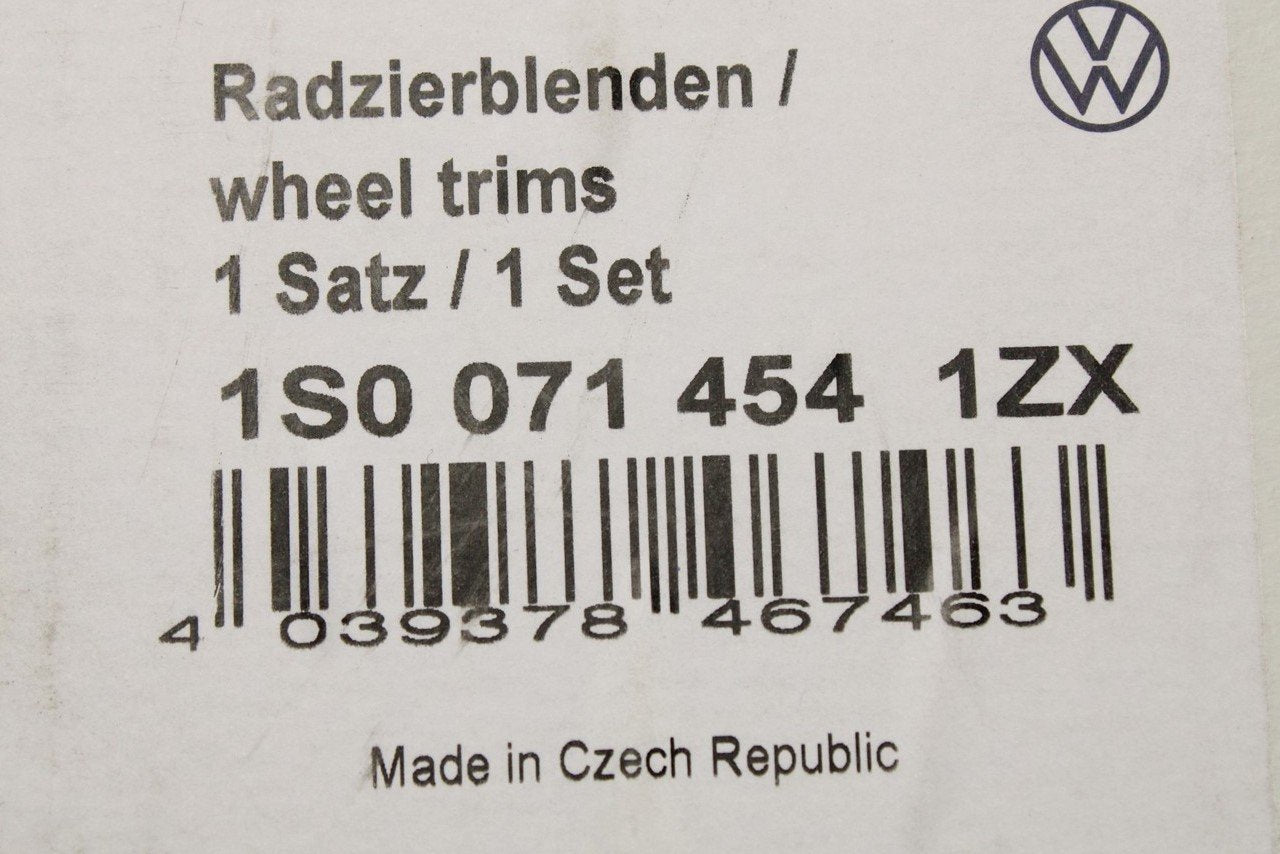 Radzierblenden /
wheel trims
1 Satz / 1 Set
1S0 071 454 1ZX
4 039378 467463
Made in Czech Republic